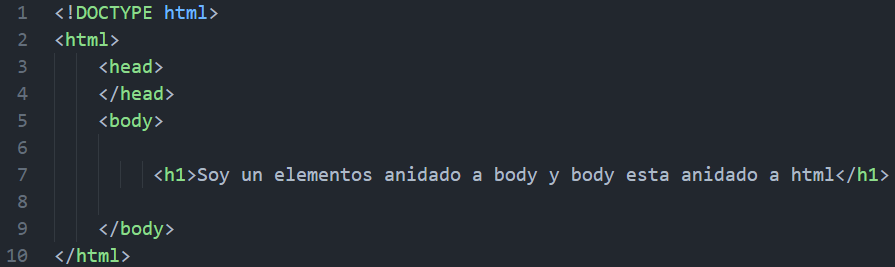 1 <!DOCTYPE html>
2 <html>
3 <head>
4 </head>
5 <body>
6
7 <h1>Soy un elementos anidado a body y body esta anidado a html</h1>
8
9 </body>
10 </html>